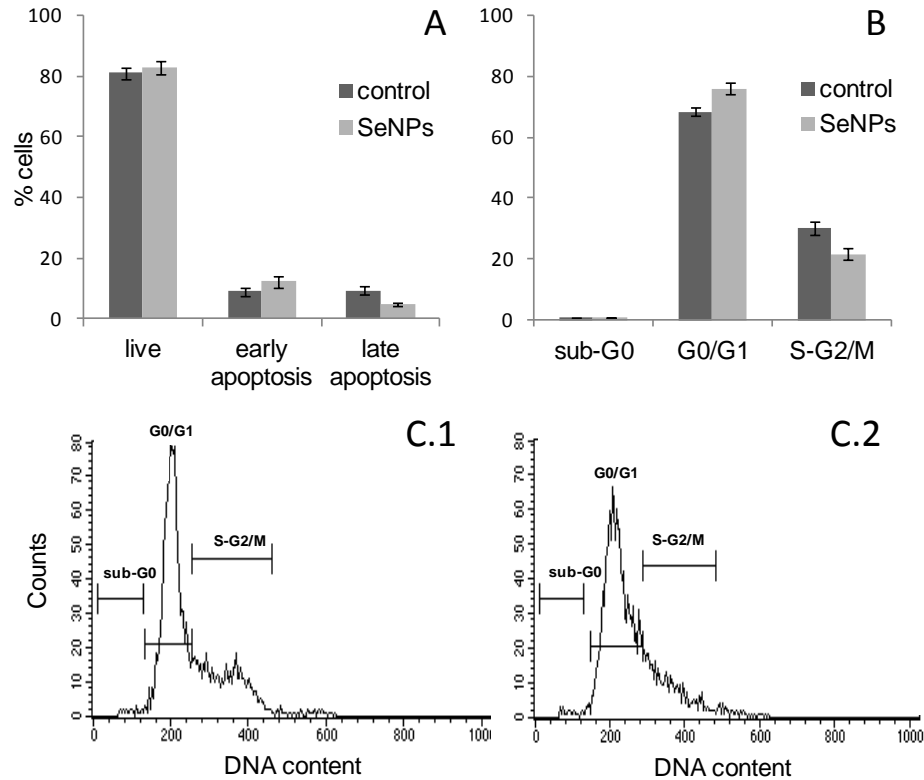 A
100
80
60
40
20
0
% cells
control
SeNPs
live
early
apoptosis
late
apoptosis
B
100
80
60
40
20
0
control
SeNPs
sub-G0
G0/G1
S-G2/M
C.1
G0/G1
S-G2/M
sub-G0
80
70
60
50
40
30
20
10
0
Counts
0
200
400
600
800
1000
DNA content
C.2
G0/G1
S-G2/M
sub-G0
80
70
60
50
40
30
20
10
0
0
200
400
600
800
1000
DNA content